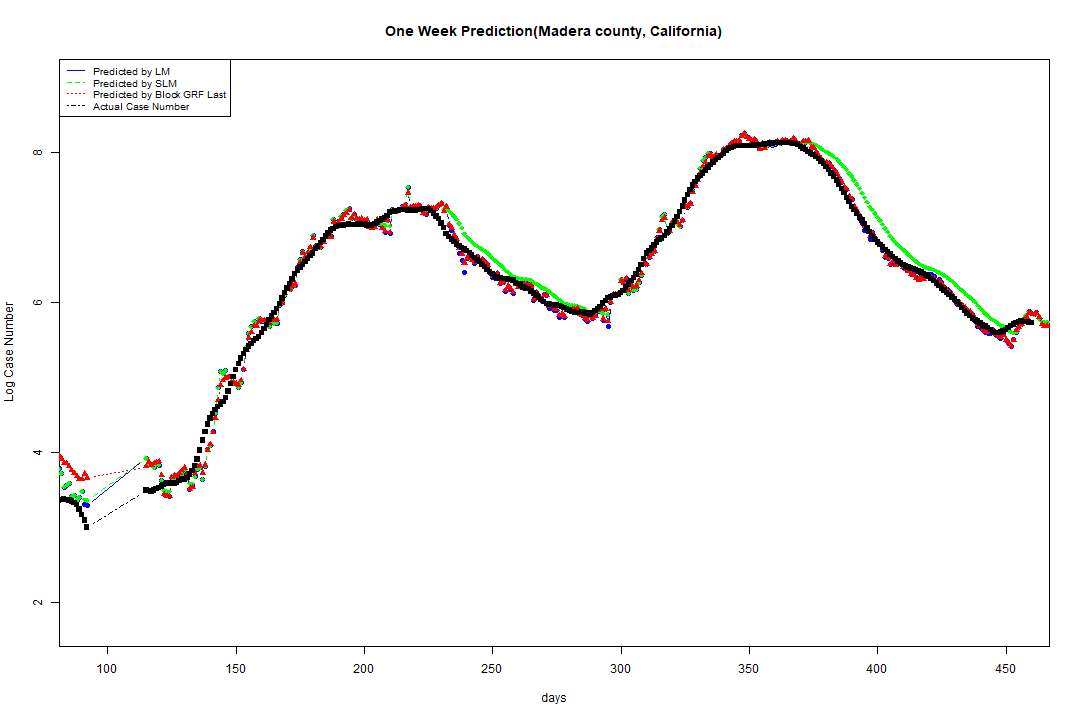 One Week Prediction(Madera county, California)
Predicted by LM
Predicted by SLM
Predicted by Block GRF Last
Actual Case Number
8
6
4
2
Log Case Number
100 150 200 250 300 350 400 450
days